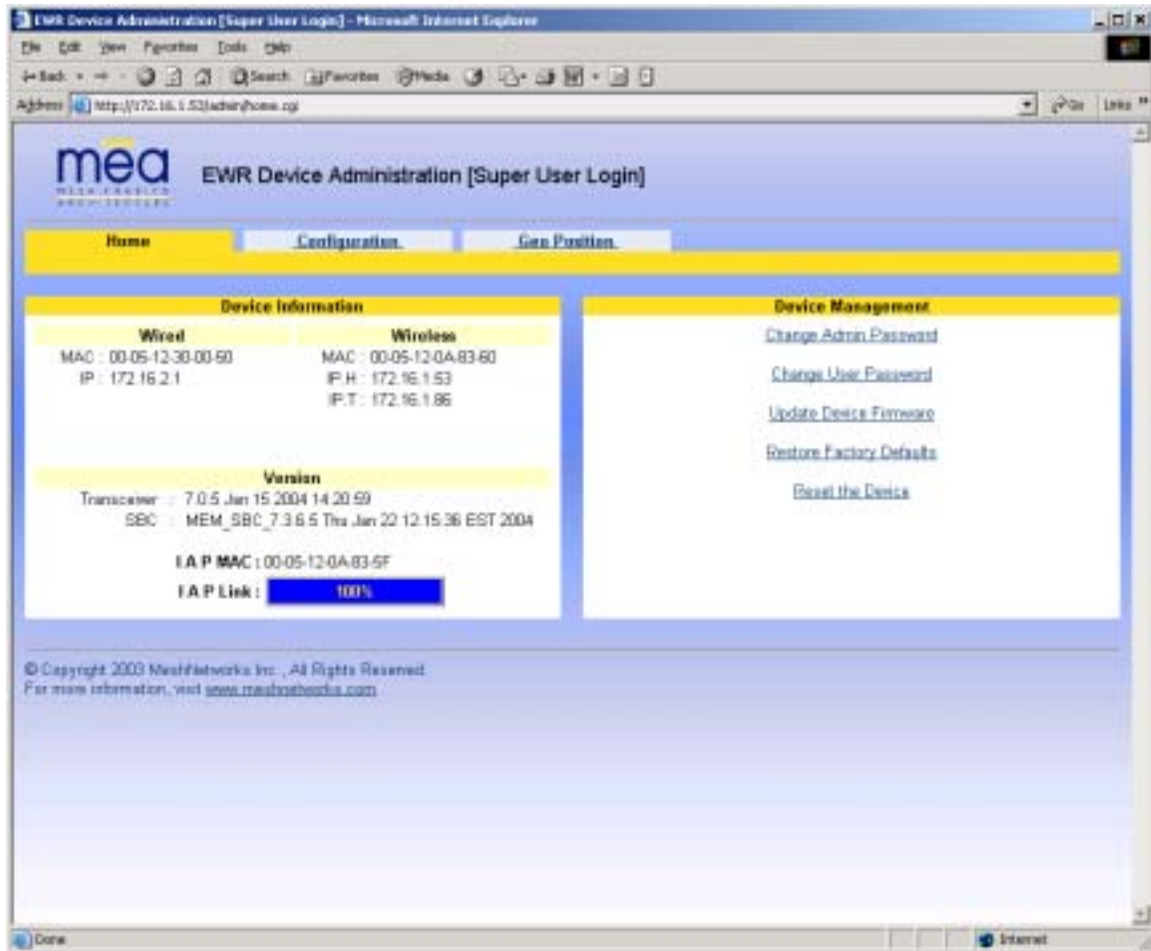 EWR Device Administration [Super User Login] - Microsoft Internet Explorer
File Edit View Favorites Tools Help
Back Search Favorites Media
Address http://172.16.1.53/admin/home.cgi Go Links
mea
MESH ENABLED
ARCHITECTURE
EWR Device Administration [Super User Login]
Home Configuration Geo Position
Device Information
Wired Wireless
MAC : 00-05-12-30-00-50 MAC : 00-05-12-0A-83-60
IP : 172.16.2.1 IP.H : 172.16.1.53
IP.T : 172.16.1.86
Version
Transceiver : 7.0.5 Jan 15 2004 14:20:59
SBC : MEM_SBC_7.3.6.5 Thu Jan 22 12:15:36 EST 2004
I A P MAC : 00-05-12-0A-83-5F
I A P Link : 100%
Device Management
Change Admin Password
Change User Password
Update Device Firmware
Restore Factory Defaults
Reset the Device
© Copyright 2003 MeshNetworks Inc., All Rights Reserved.
For more information, visit www.meshnetworks.com
Done Internet